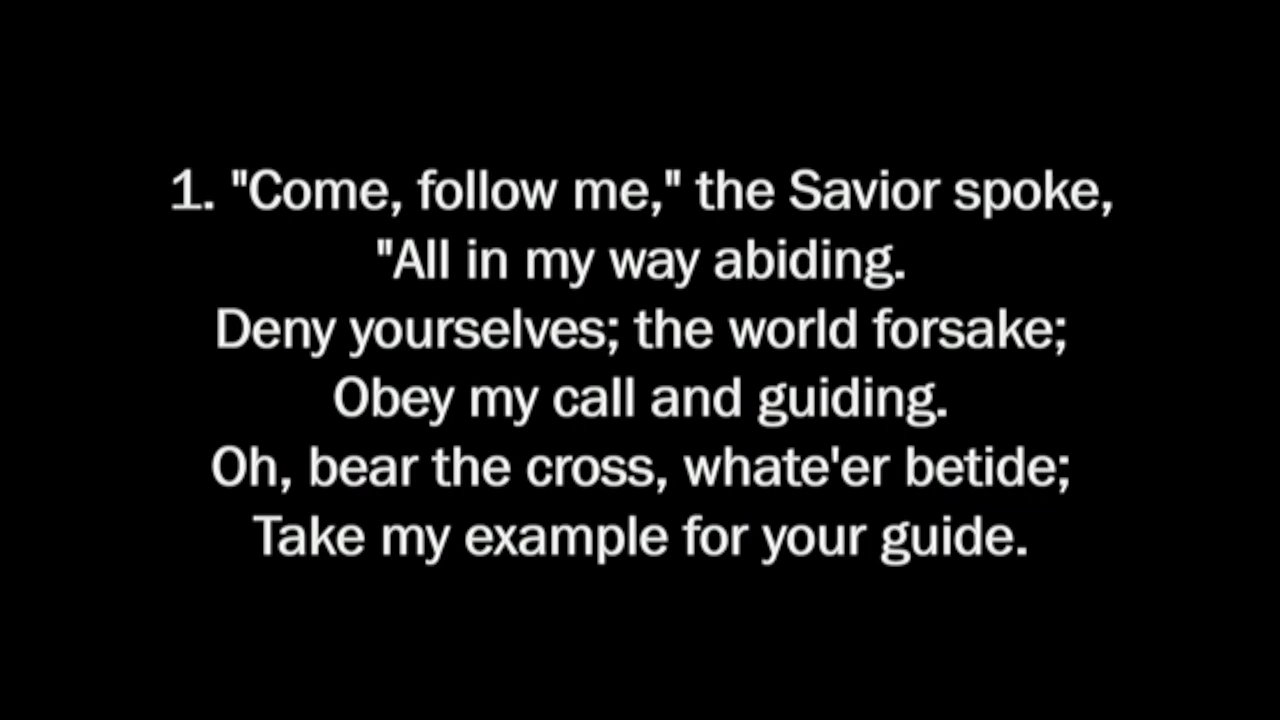 1. "Come, follow me," the Savior spoke,
"All in my way abiding.
Deny yourselves; the world forsake;
Obey my call and guiding.
Oh, bear the cross, whate'er betide;
Take my example for your guide.